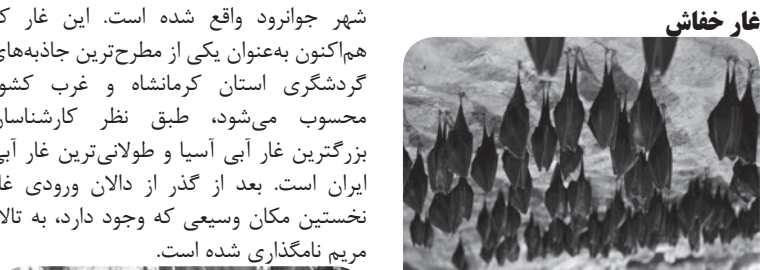 غار خفاش
شهر جوانرود واقع شده است. این غار که
هم‌اکنون به‌عنوان یکی از مطرح‌ترین جاذبه‌های
گردشگری استان کرمانشاه و غرب کشور
محسوب می‌شود، طبق نظر کارشناسان
بزرگترین غار آبی آسیا و طولانی‌ترین غار آبی
ایران است. بعد از گذر از دالان ورودی غار
نخستین مکان وسیعی که وجود دارد، به تالار
مریم نامگذاری شده است.